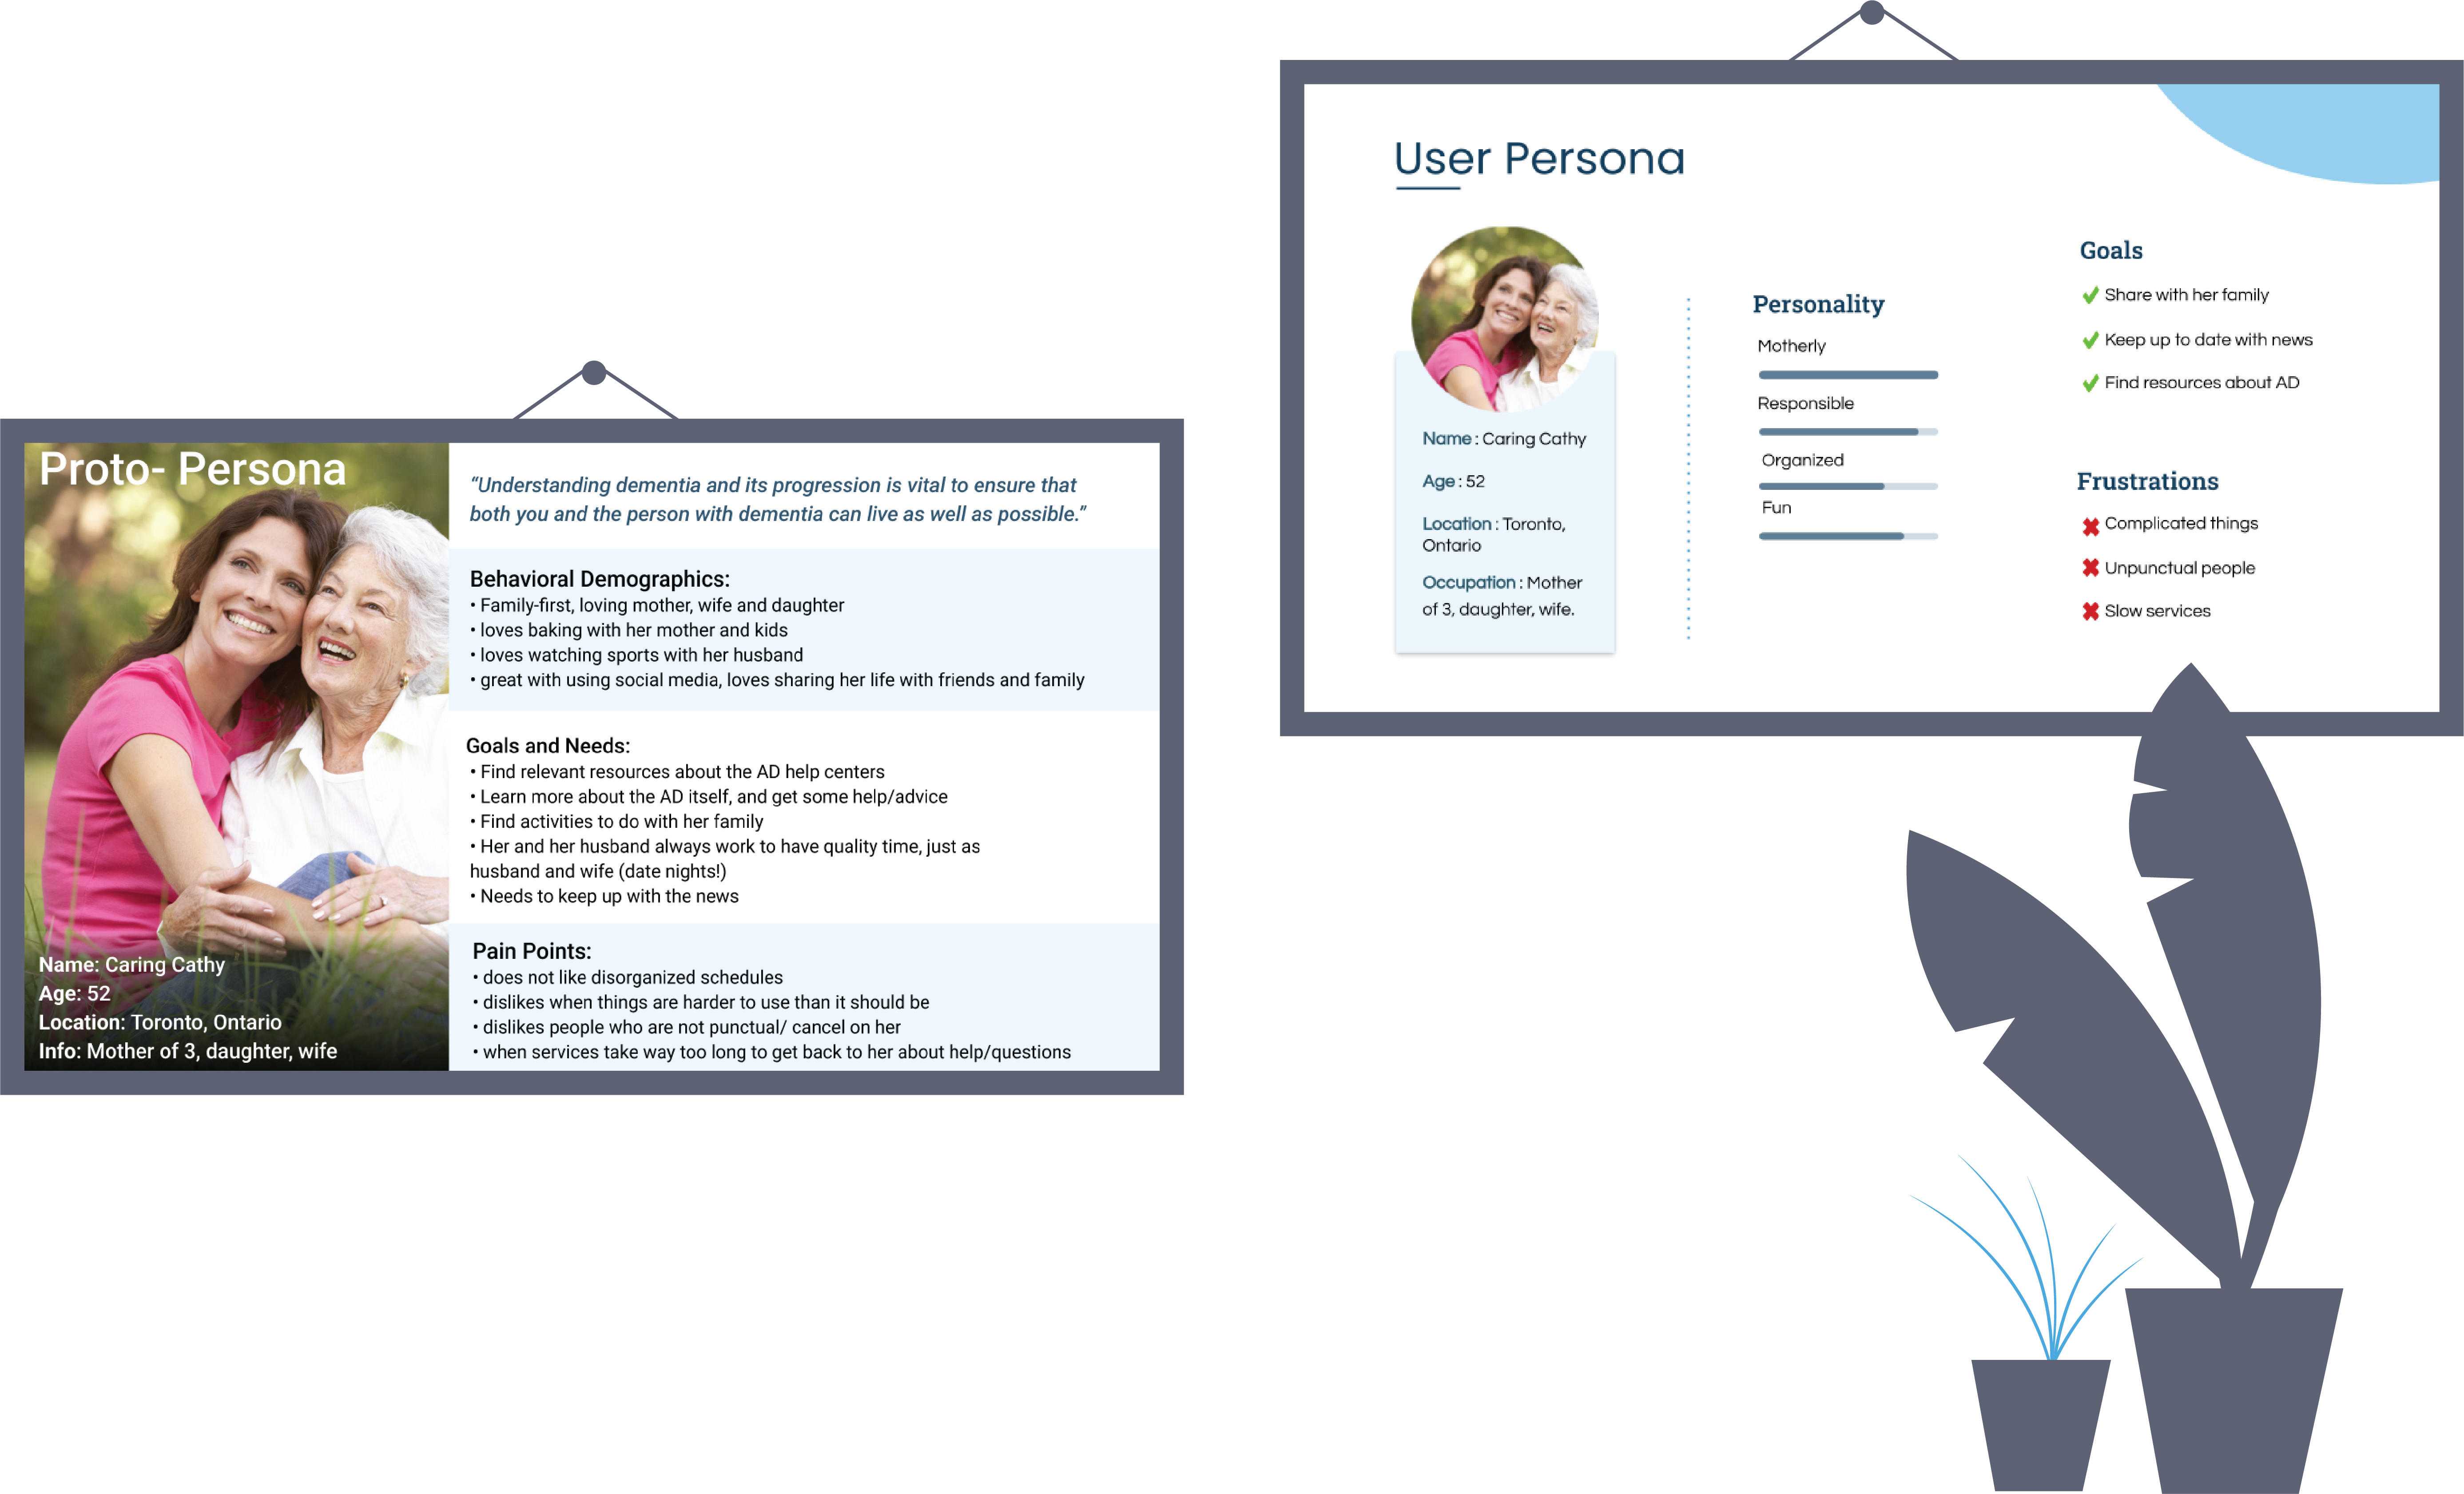 Proto- Persona
Name: Caring Cathy
Age: 52
Location: Toronto, Ontario
Info: Mother of 3, daughter, wife
“Understanding dementia and its progression is vital to ensure that
both you and the person with dementia can live as well as possible.”
Behavioral Demographics:
• Family-first, loving mother, wife and daughter
• loves baking with her mother and kids
• loves watching sports with her husband
• great with using social media, loves sharing her life with friends and family
Goals and Needs:
• Find relevant resources about the AD help centers
• Learn more about the AD itself, and get some help/advice
• Find activities to do with her family
• Her and her husband always work to have quality time, just as
husband and wife (date nights!)
• Needs to keep up with the news
Pain Points:
• does not like disorganized schedules
• dislikes when things are harder to use than it should be
• dislikes people who are not punctual/ cancel on her
• when services take way too long to get back to her about help/questions
User Persona
Name : Caring Cathy
Age : 52
Location : Toronto,
Ontario
Occupation : Mother
of 3, daughter, wife.
Personality
Motherly
Responsible
Organized
Fun
Goals
Share with her family
Keep up to date with news
Find resources about AD
Frustrations
Complicated things
Unpunctual people
Slow services